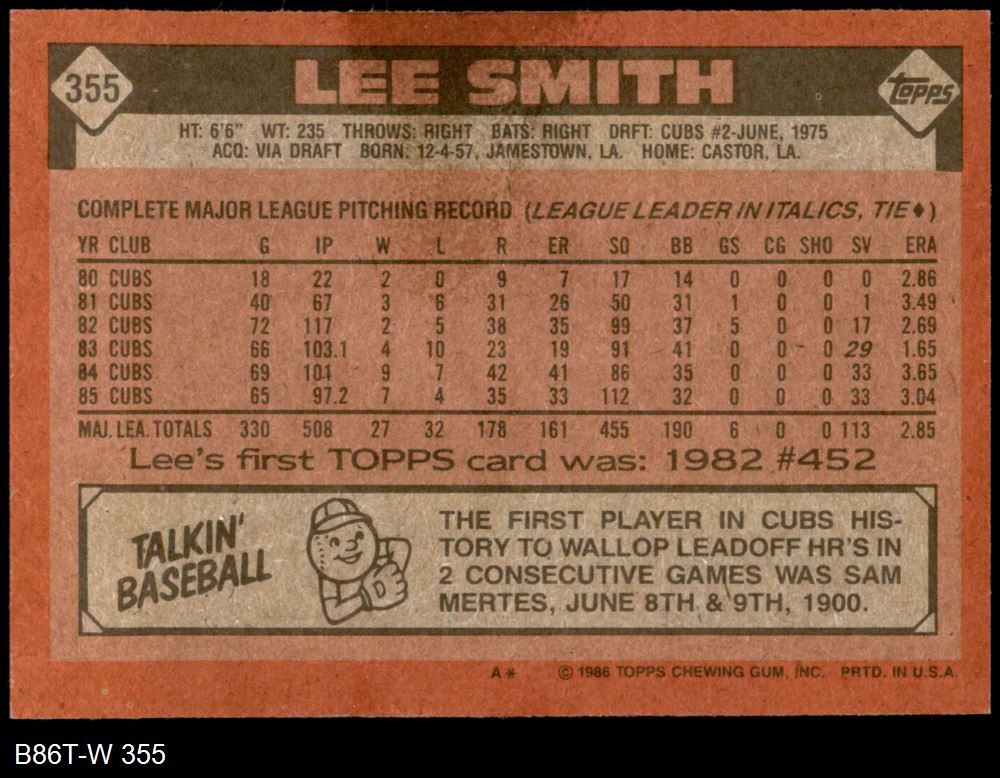 355
LEE SMITH
topps
HT: 6'6" WT: 235 THROWS: RIGHT BATS: RIGHT DRFT: CUBS #2-JUNE, 1975
ACQ: VIA DRAFT BORN: 12-4-57, JAMESTOWN, LA. HOME: CASTOR, LA.
COMPLETE MAJOR LEAGUE PITCHING RECORD (LEAGUE LEADER IN ITALICS, TIE♦)
YR CLUB G IP W L R ER SO BB GS CG SHO SV ERA
80 CUBS 18 22 2 0 9 7 17 14 0 0 0 0 2.86
81 CUBS 40 67 3 6 31 26 50 31 1 0 0 1 3.49
82 CUBS 72 117 2 5 38 35 99 37 5 0 0 17 2.69
83 CUBS 66 103.1 4 10 23 19 91 41 0 0 0 29 1.65
84 CUBS 69 101 9 7 42 41 86 35 0 0 0 33 3.65
85 CUBS 65 97.2 7 4 35 33 112 32 0 0 0 33 3.04
MAJ. LEA. TOTALS 330 508 27 32 178 161 455 190 6 0 0 113 2.85
Lee's first TOPPS card was: 1982 #452
TALKIN'
BASEBALL
THE FIRST PLAYER IN CUBS HIS-
TORY TO WALLOP LEADOFF HR'S IN
2 CONSECUTIVE GAMES WAS SAM
MERTES, JUNE 8TH & 9TH, 1900.
A* © 1986 TOPPS CHEWING GUM, INC. PRTD. IN U.S.A.
B86T-W 355